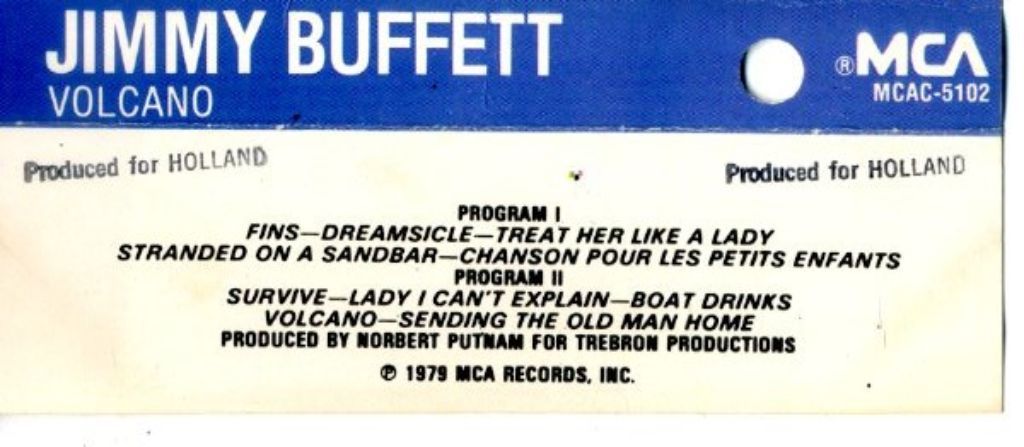 JIMMY BUFFETT
VOLCANO
®MCA
MCAC-5102
Produced for HOLLAND
Produced for HOLLAND
PROGRAM I
FINS—DREAMSICLE—TREAT HER LIKE A LADY
STRANDED ON A SANDBAR—CHANSON POUR LES PETITS ENFANTS
PROGRAM II
SURVIVE—LADY I CAN'T EXPLAIN—BOAT DRINKS
VOLCANO—SENDING THE OLD MAN HOME
PRODUCED BY NORBERT PUTNAM FOR TREBRON PRODUCTIONS
℗ 1979 MCA RECORDS, INC.